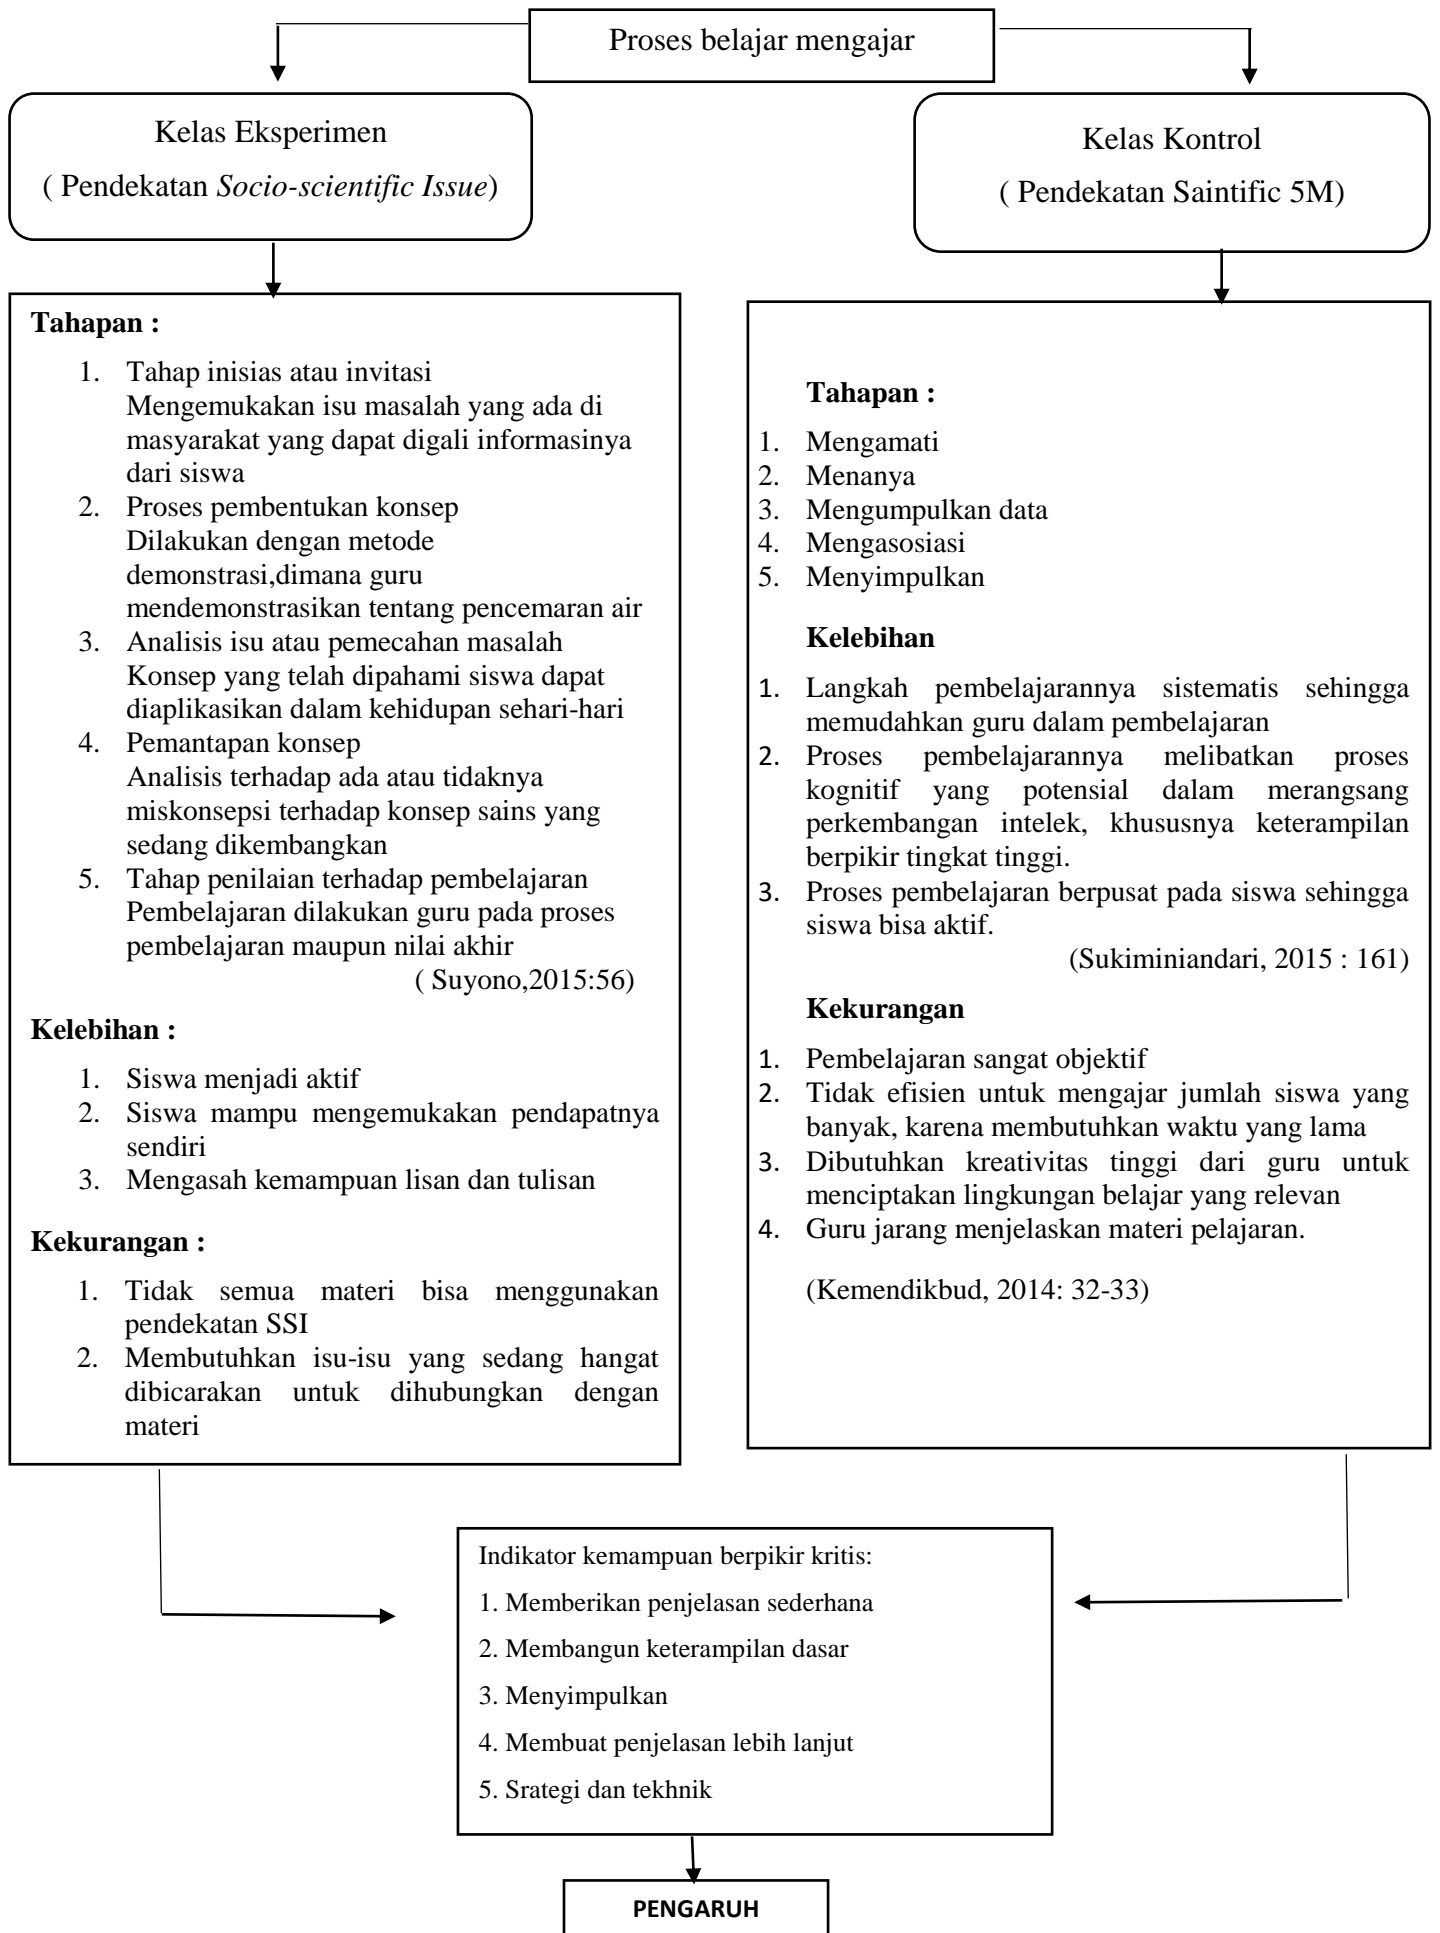 Proses belajar mengajar
Kelas Eksperimen
( Pendekatan Socio-scientific Issue)
Kelas Kontrol
( Pendekatan Saintific 5M)
Tahapan :
1. Tahap inisias atau invitasi
Mengemukakan isu masalah yang ada di
masyarakat yang dapat digali informasinya
dari siswa
2. Proses pembentukan konsep
Dilakukan dengan metode
demonstrasi,dimana guru
mendemonstrasikan tentang pencemaran air
3. Analisis isu atau pemecahan masalah
Konsep yang telah dipahami siswa dapat
diaplikasikan dalam kehidupan sehari-hari
4. Pemantapan konsep
Analisis terhadap ada atau tidaknya
miskonsepsi terhadap konsep sains yang
sedang dikembangkan
5. Tahap penilaian terhadap pembelajaran
Pembelajaran dilakukan guru pada proses
pembelajaran maupun nilai akhir
( Suyono,2015:56)
Kelebihan :
1. Siswa menjadi aktif
2. Siswa mampu mengemukakan pendapatnya
sendiri
3. Mengasah kemampuan lisan dan tulisan
Kekurangan :
1. Tidak semua materi bisa menggunakan
pendekatan SSI
2. Membutuhkan isu-isu yang sedang hangat
dibicarakan untuk dihubungkan dengan
materi
Tahapan :
1. Mengamati
2. Menanya
3. Mengumpulkan data
4. Mengasosiasi
5. Menyimpulkan
Kelebihan
1. Langkah pembelajarannya sistematis sehingga
memudahkan guru dalam pembelajaran
2. Proses pembelajarannya melibatkan proses
kognitif yang potensial dalam merangsang
perkembangan intelek, khususnya keterampilan
berpikir tingkat tinggi.
3. Proses pembelajaran berpusat pada siswa sehingga
siswa bisa aktif.
(Sukiminiandari, 2015 : 161)
Kekurangan
1. Pembelajaran sangat objektif
2. Tidak efisien untuk mengajar jumlah siswa yang
banyak, karena membutuhkan waktu yang lama
3. Dibutuhkan kreativitas tinggi dari guru untuk
menciptakan lingkungan belajar yang relevan
4. Guru jarang menjelaskan materi pelajaran.
(Kemendikbud, 2014: 32-33)
Indikator kemampuan berpikir kritis:
1. Memberikan penjelasan sederhana
2. Membangun keterampilan dasar
3. Menyimpulkan
4. Membuat penjelasan lebih lanjut
5. Srategi dan tekhnik
PENGARUH